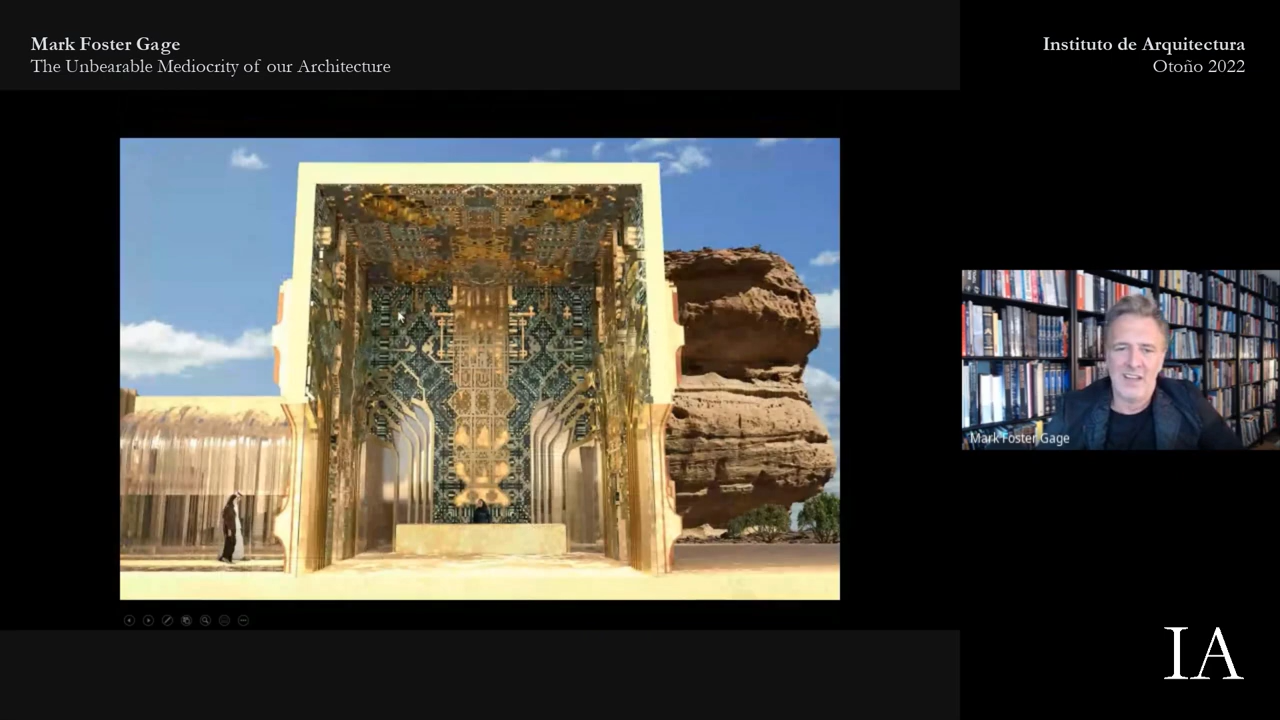 Mark Foster Gage
The Unbearable Mediocrity of our Architecture
Instituto de Arquitectura
Otoño 2022
Mark Foster Gage
IA